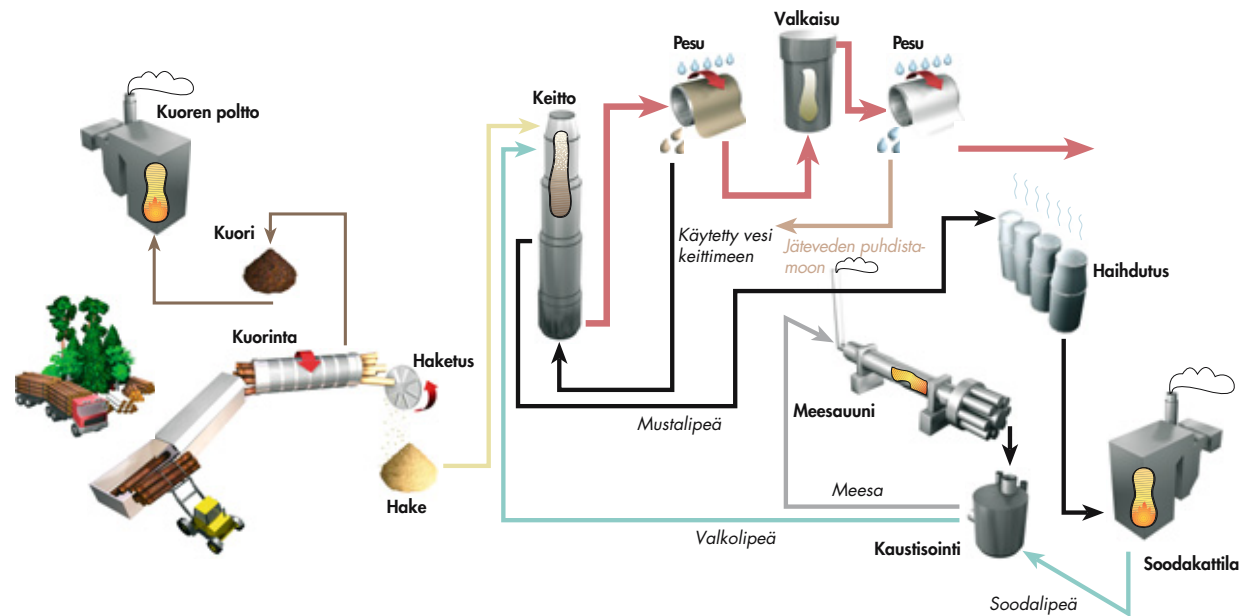 Valkaisu
Pesu
Pesu
Keitto
Kuoren poltto
Kuori
Käytetty vesi
keittimeen
Jäteveden puhdista-
moon
Haihdutus
Kuorinta
Haketus
Meesauuni
Mustalipeä
Hake
Meesa
Valkolipeä
Kaustisointi
Soodakattila
Soodalipeä